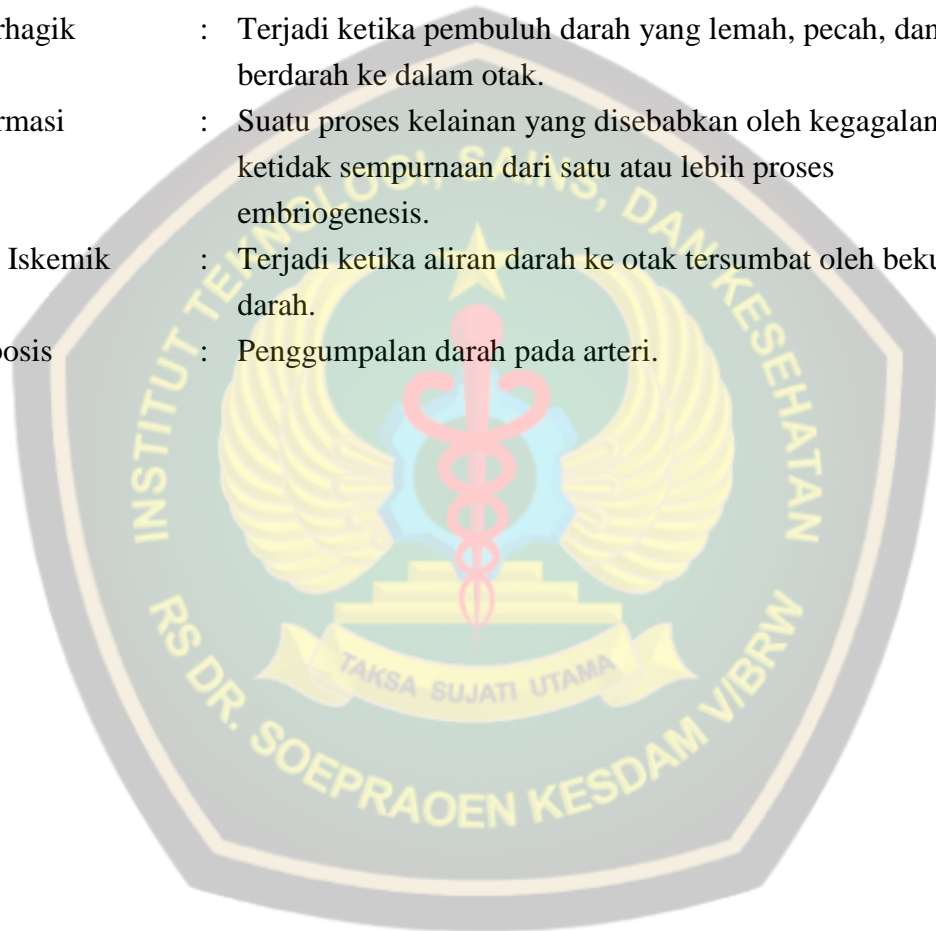 rhagik : Terjadi ketika pembuluh darah yang lemah, pecah, dan
berdarah ke dalam otak.
rmasi : Suatu proses kelainan yang disebabkan oleh kegagalan
ketidak sempurnaan dari satu atau lebih proses
embriogenesis.
Iskemik : Terjadi ketika aliran darah ke otak tersumbat oleh beku
darah.
osis : Penggumpalan darah pada arteri.
INSTITUT TEKNOLOGI, SAINS, DAN KESEHATAN
TAKSA SUJATI UTAMA
RS DR. SOEPRAOEN KESDAM V/BRW